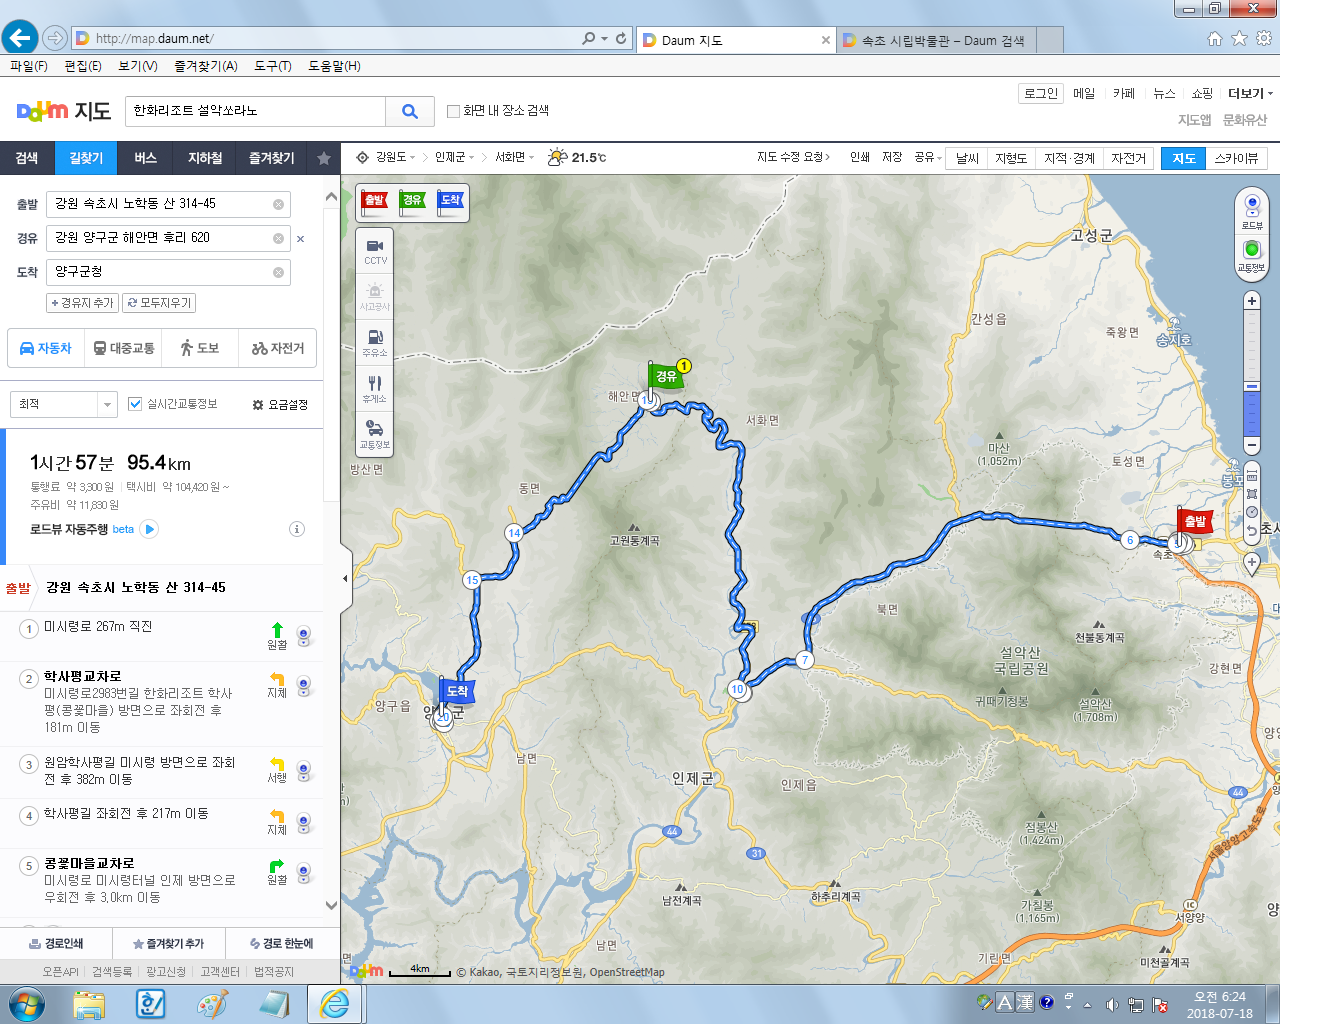 http://map.daum.net/
Daum 지도
속초 시립박물관 – Daum 검색
파일(F) 편집(E) 보기(V) 즐겨찾기(A) 도구(T) 도움말(H)
Daum 지도
한화리조트 설악쏘라노
화면 내 장소 검색
로그인 메일 카페 뉴스 쇼핑 더보기
지도앱 문화유산
검색 길찾기 버스 지하철 즐겨찾기
강원도 인제군 서화면 21.5℃
지도 수정 요청 인쇄 저장 공유 날씨 지형도 지적·경계 자전거 지도 스카이뷰
출발 강원 속초시 노학동 산 314-45
경유 강원 양구군 해안면 후리 620
도착 양구군청
+ 경유지 추가 모두지우기
자동차 대중교통 도보 자전거
최적 실시간교통정보 요금설정
1시간 57분 95.4km
통행료 약 3,300 원 택시비 약 104,420 원 ~
주유비 약 11,830 원
로드뷰 자동주행 beta
출발 강원 속초시 노학동 산 314-45
1 미시령로 267m 직진
원활
2 학사평교차로
미시령로2983번길 한화리조트 학사
평(콩꽃마을) 방면으로 좌회전 후
181m 이동
지체
3 원암학사평길 미시령 방면으로 좌회
전 후 382m 이동
서행
4 학사평길 좌회전 후 217m 이동
지체
5 콩꽃마을교차로
미시령로 미시령터널 인제 방면으로
우회전 후 3.0km 이동
원활
경로인쇄 즐겨찾기 추가 경로 한눈에
오픈API 검색등록 광고신청 고객센터 법적공지
출발 경유 도착
CCTV
사고공사
주유소
휴게소
교통정보
로드뷰
교통정보
고성군
간성읍
죽왕면
송지호
경유 1
해안면
서화면
마산
(1,052m)
토성면
봉포
방산면
동면
14
고원통계곡
출발
6
속초
15
북면
천불동계곡
설악산
국립공원
강현면
7
도착
양구읍
20
10
귀때기청봉
설악산
(1,708m)
남면
인제군
인제읍
44
44
31
점봉산
(1,424m)
서울양양고속도로
남전계곡
하추리계곡
가칠봉
(1,165m)
IC
서양양
남면
기린면
미천골계곡
Daum 4km © Kakao, 국토지리정보원, OpenStreetMap
A 漢
오전 6:24
2018-07-18